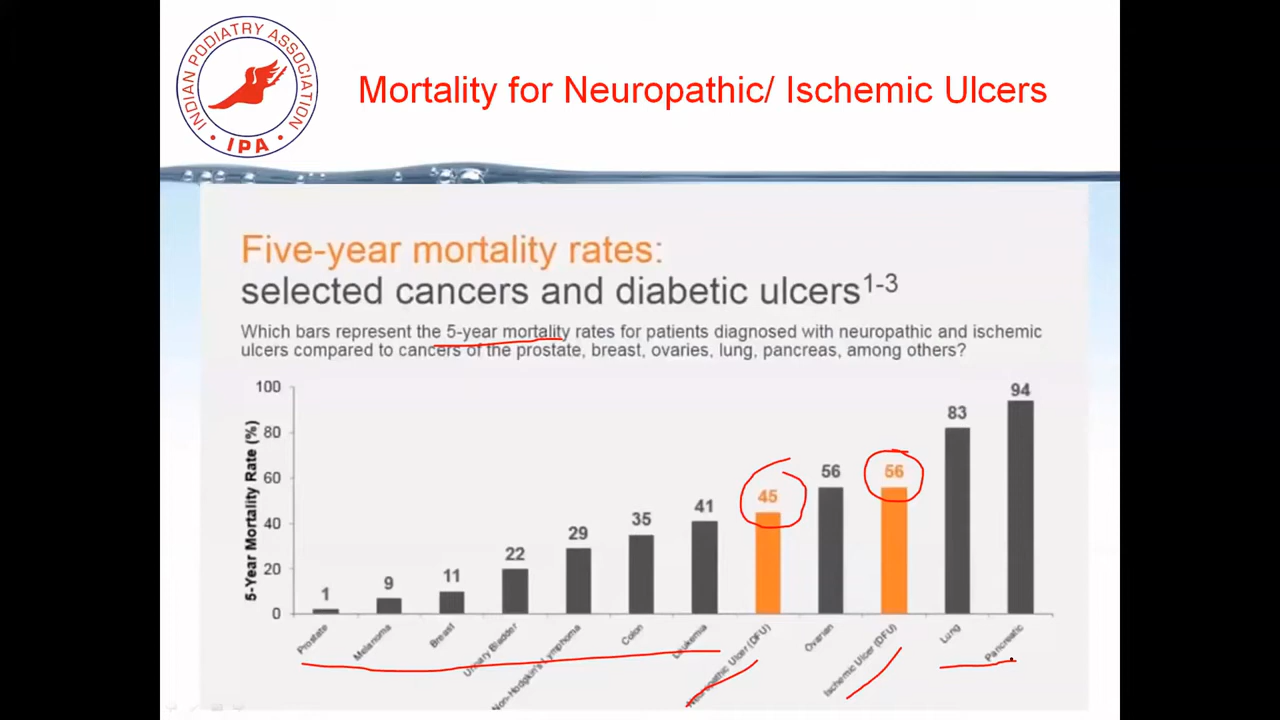 INDIAN PODIATRY ASSOCIATION
• IPA •
Mortality for Neuropathic/ Ischemic Ulcers
Five-year mortality rates:
selected cancers and diabetic ulcers1-3
Which bars represent the 5-year mortality rates for patients diagnosed with neuropathic and ischemic
ulcers compared to cancers of the prostate, breast, ovaries, lung, pancreas, among others?
5-Year Mortality Rate (%)
100
80
60
40
20
0
1
9
11
22
29
35
41
45
56
56
83
94
Prostate
Melanoma
Breast
Urinary Bladder
Non-Hodgkin's Lymphoma
Colon
Leukemia
Neuropathic Ulcer (DFU)
Ovarian
Ischemic Ulcer (DFU)
Lung
Pancreatic